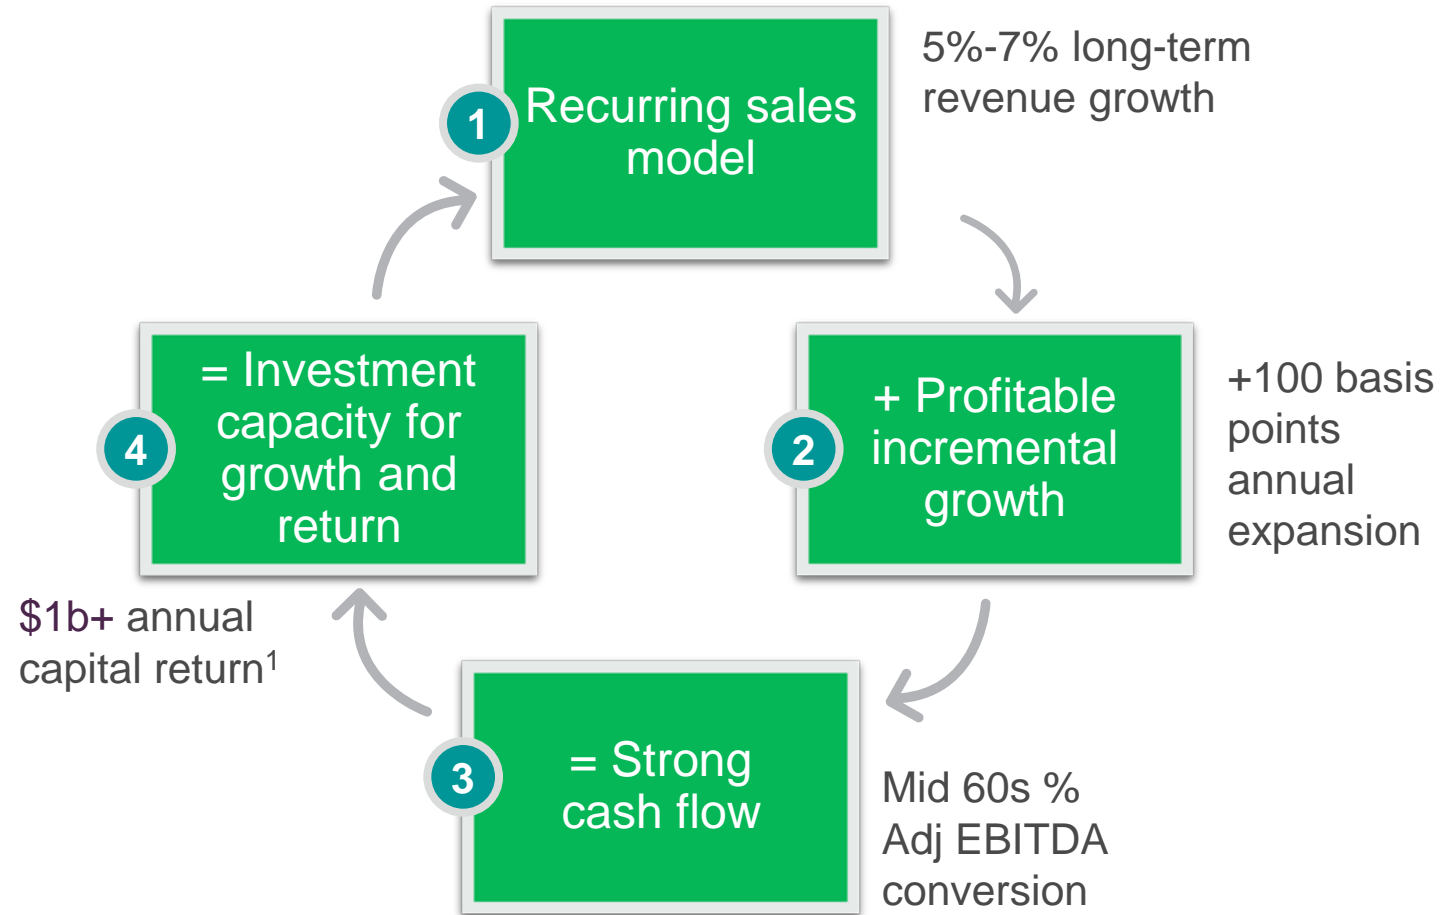 1
Recurring sales
model
5%-7% long-term
revenue growth
2
+ Profitable
incremental
growth
+100 basis
points
annual
expansion
3
= Strong
cash flow
Mid 60s %
Adj EBITDA
conversion
4
= Investment
capacity for
growth and
return
$1b+ annual
capital return¹